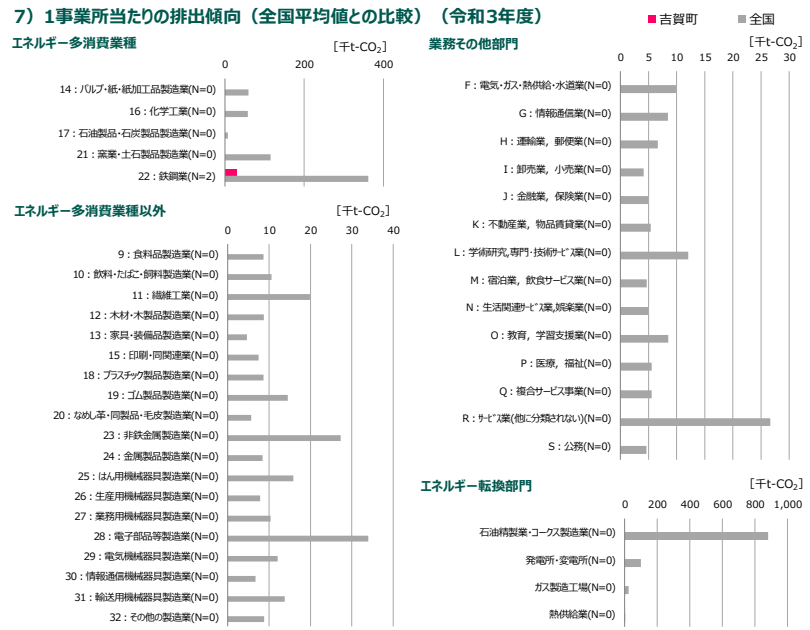 7）1事業所当たりの排出傾向（全国平均値との比較）（令和3年度）
■吉賀町 ■全国
エネルギー多消費業種
[千t-CO₂]
0 200 400
14：パルプ・紙・紙加工品製造業(N=0)
16：化学工業(N=0)
17：石油製品・石炭製品製造業(N=0)
21：窯業・土石製品製造業(N=0)
22：鉄鋼業(N=2)
エネルギー多消費業種以外
[千t-CO₂]
0 10 20 30 40
9：食料品製造業(N=0)
10：飲料・たばこ・飼料製造業(N=0)
11：繊維工業(N=0)
12：木材・木製品製造業(N=0)
13：家具・装備品製造業(N=0)
15：印刷・同関連業(N=0)
18：プラスチック製品製造業(N=0)
19：ゴム製品製造業(N=0)
20：なめし革・同製品・毛皮製造業(N=0)
23：非鉄金属製造業(N=0)
24：金属製品製造業(N=0)
25：はん用機械器具製造業(N=0)
26：生産用機械器具製造業(N=0)
27：業務用機械器具製造業(N=0)
28：電子部品等製造業(N=0)
29：電気機械器具製造業(N=0)
30：情報通信機械器具製造業(N=0)
31：輸送用機械器具製造業(N=0)
32：その他の製造業(N=0)
業務その他部門
[千t-CO₂]
0 5 10 15 20 25 30
F：電気・ガス・熱供給・水道業(N=0)
G：情報通信業(N=0)
H：運輸業，郵便業(N=0)
I：卸売業，小売業(N=0)
J：金融業，保険業(N=0)
K：不動産業，物品賃貸業(N=0)
L：学術研究,専門・技術ｻｰﾋﾞｽ業(N=0)
M：宿泊業，飲食サービス業(N=0)
N：生活関連ｻｰﾋﾞｽ業,娯楽業(N=0)
O：教育，学習支援業(N=0)
P：医療，福祉(N=0)
Q：複合サービス事業(N=0)
R：ｻｰﾋﾞｽ業(他に分類されない)(N=0)
S：公務(N=0)
エネルギー転換部門
[千t-CO₂]
0 200 400 600 800 1,000
石油精製業・コークス製造業(N=0)
発電所・変電所(N=0)
ガス製造工場(N=0)
熱供給業(N=0)